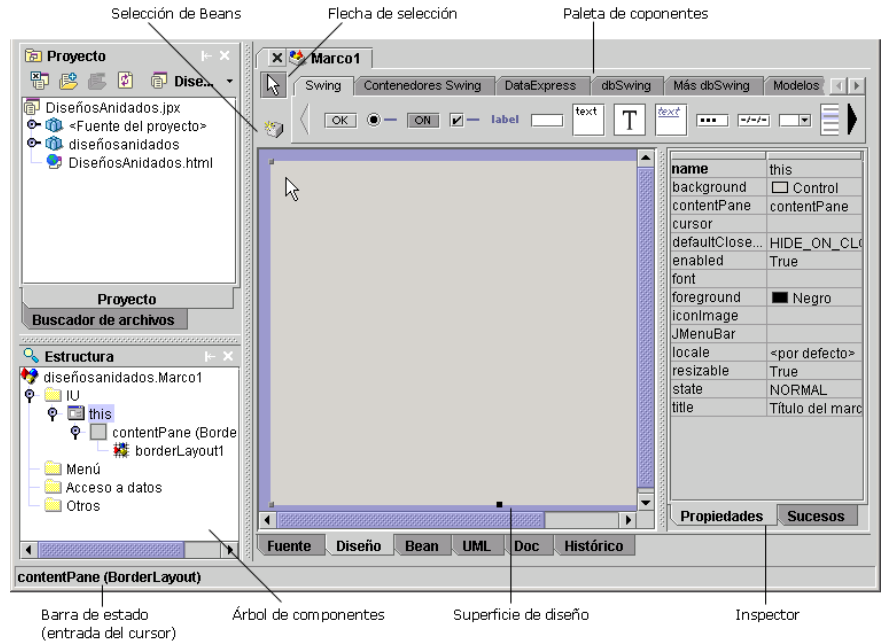 Selección de Beans
Flecha de selección
Paleta de coponentes
Proyecto
Dise...
DiseñosAnidados.jpx
<Fuente del proyecto>
diseñosanidados
DiseñosAnidados.html
Proyecto
Buscador de archivos
Estructura
diseñosanidados.Marco1
IU
this
contentPane (Borde
borderLayout1
Menú
Acceso a datos
Otros
Marco1
Swing Contenedores Swing DataExpress dbSwing Más dbSwing Modelos
OK ON label text T text -/-/-
name this
background Control
contentPane contentPane
cursor
defaultClose... HIDE_ON_CL
enabled True
font
foreground Negro
iconImage
JMenuBar
locale <por defecto>
resizable True
state NORMAL
title Título del marc
Propiedades Sucesos
Fuente Diseño Bean UML Doc Histórico
contentPane (BorderLayout)
Barra de estado
(entrada del cursor)
Árbol de componentes
Superficie de diseño
Inspector